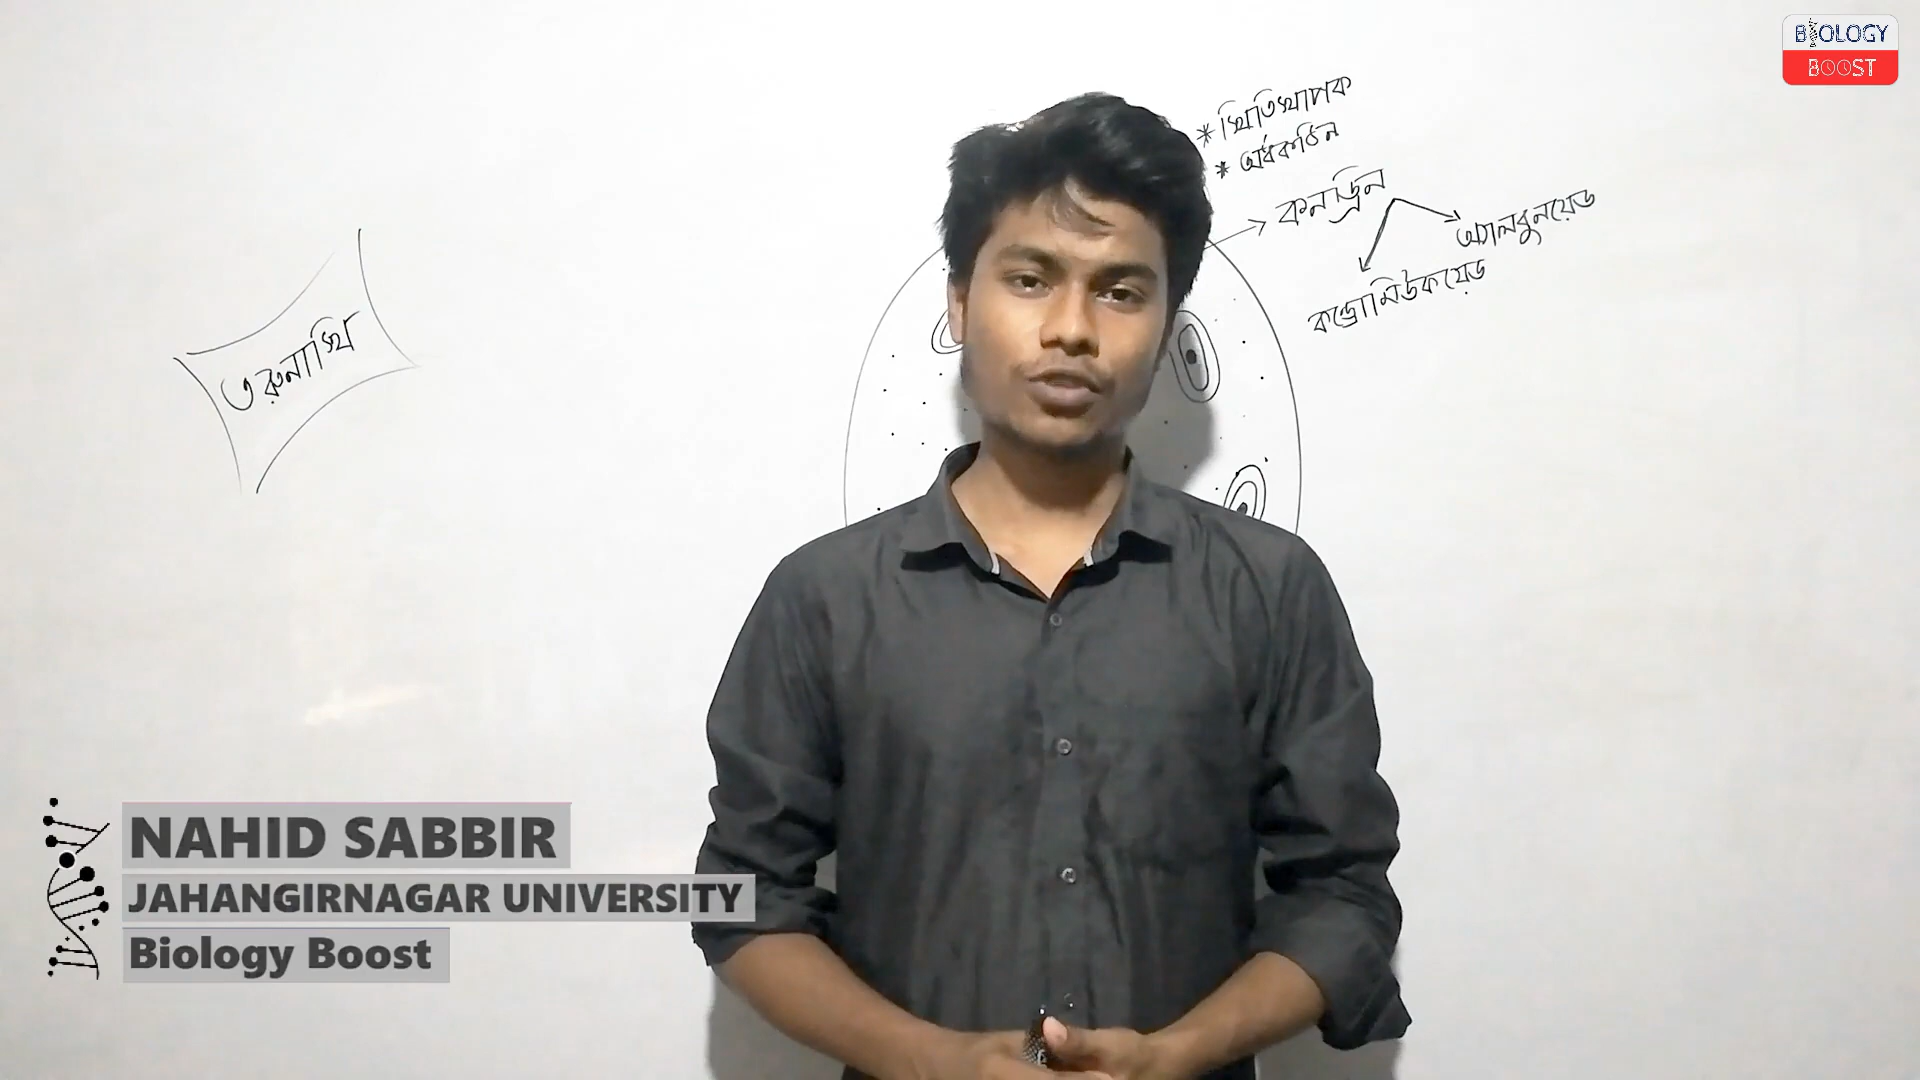 BIOLOGY
BOOST
* স্থিতিস্থাপক
* অর্ধকঠিন
কনড্রিন
অ্যালবুনয়েড
কন্ড্রোমিউকয়েড
তরুনাস্থি
NAHID SABBIR
JAHANGIRNAGAR UNIVERSITY
Biology Boost